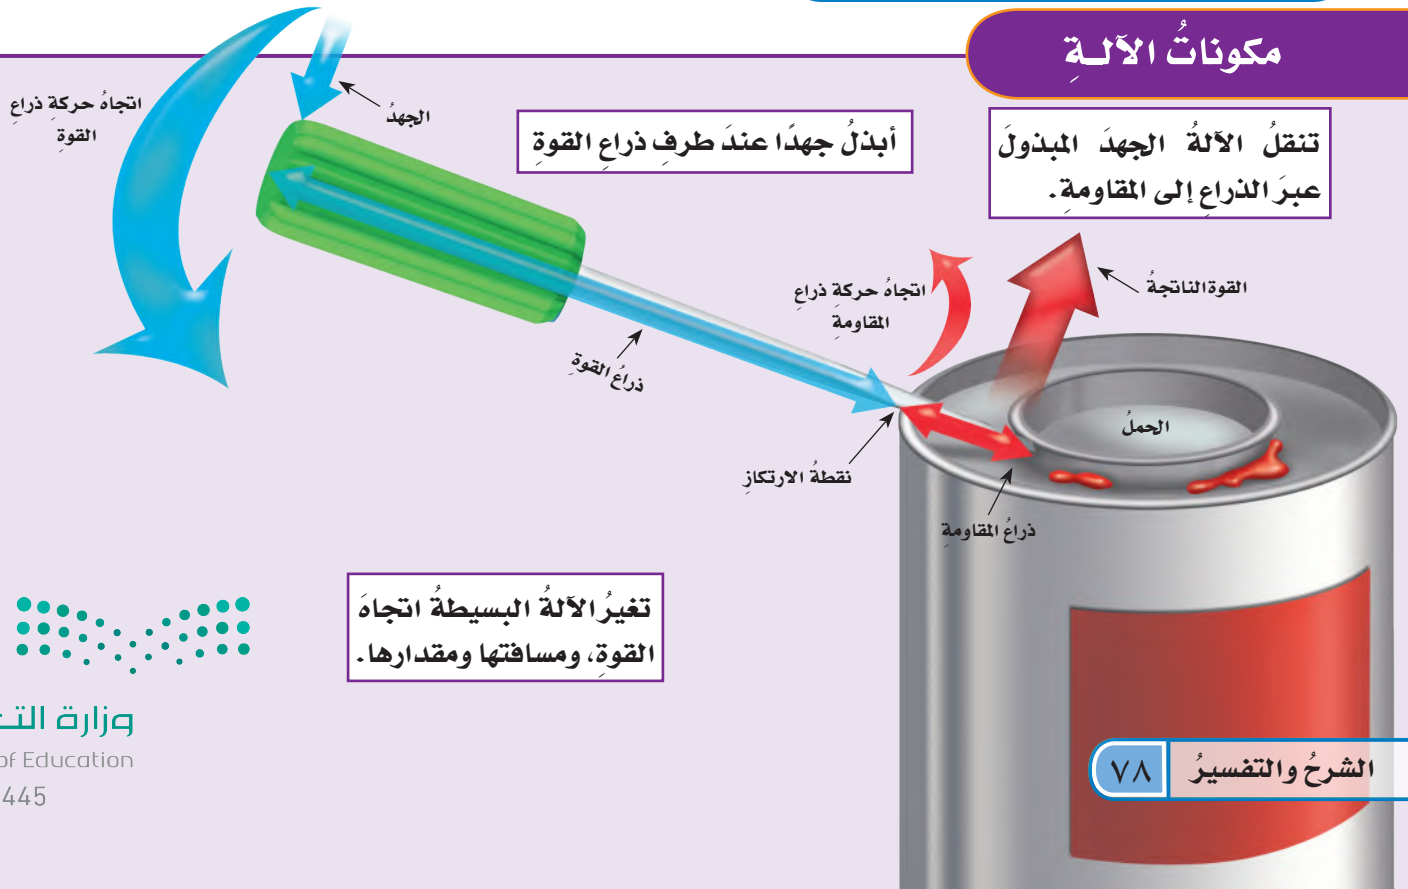 مكوناتُ الآلـةِ
تنقلُ الآلةُ الجهدَ المبذولَ
عبرَ الذراعِ إلى المقاومةِ.
أبذلُ جهدًا عندَ طرفِ ذراعِ القوةِ
الجهدُ
اتجاهُ حركةِ ذراعِ
القوةِ
القوة الناتجةُ
اتجاهُ حركةِ ذراعِ
المقاومةِ
ذراعُ القوةِ
الحملُ
نقطةُ الارتكازِ
ذراعُ المقاومةِ
تغيرُ الآلةُ البسيطةُ اتجاهَ
القوةِ، ومسافتها ومقدارها.
وزارة التـ
of Education
445
الشرحُ والتفسيرُ ٧٨